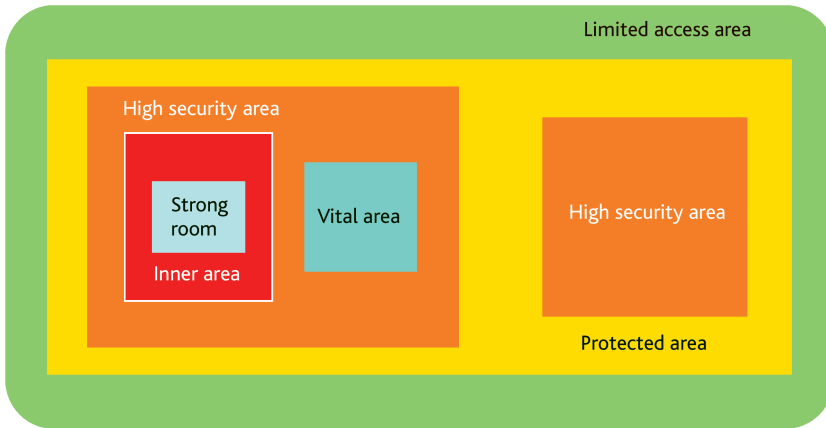 Limited access area
High security area
Strong
room
Inner area
Vital area
High security area
Protected area